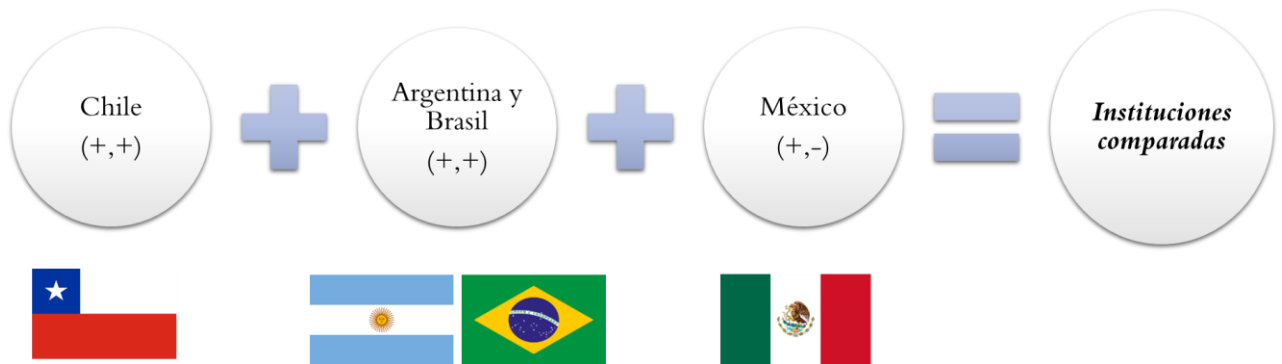 Chile
(+,+)
Argentina y
Brasil
(+,+)
México
(+,-)
Instituciones
comparadas